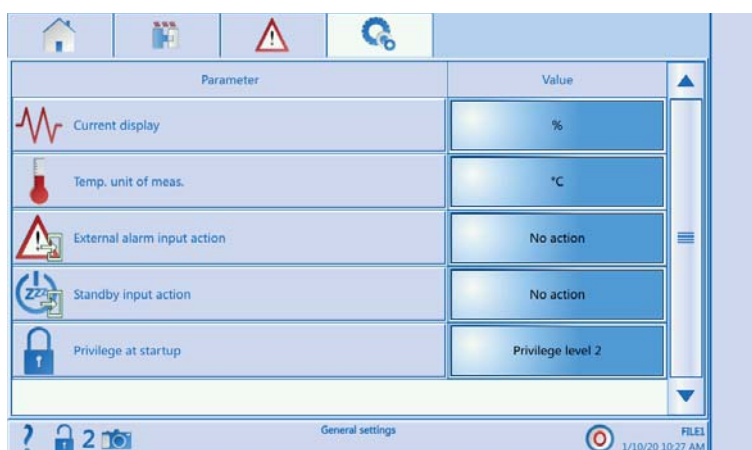 Parameter Value
Current display %
Temp. unit of meas. °C
External alarm input action No action
zzz
Standby input action No action
Privilege at startup Privilege level 2
? 2 General settings FILE1
1/10/20 10:27 AM